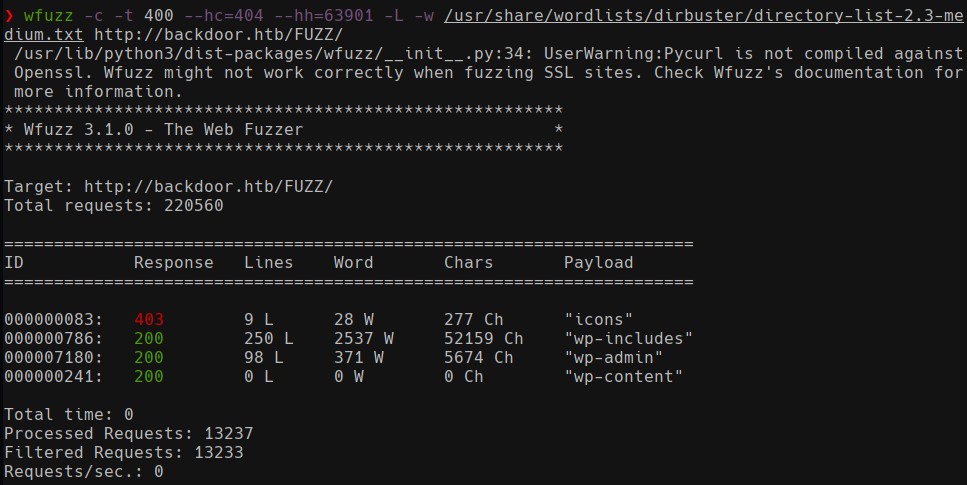 ❯ wfuzz -c -t 400 --hc=404 --hh=63901 -L -w /usr/share/wordlists/dirbuster/directory-list-2.3-me
dium.txt http://backdoor.htb/FUZZ/
 /usr/lib/python3/dist-packages/wfuzz/__init__.py:34: UserWarning:Pycurl is not compiled against
 Openssl. Wfuzz might not work correctly when fuzzing SSL sites. Check Wfuzz's documentation for
 more information.
********************************************************
* Wfuzz 3.1.0 - The Web Fuzzer                         *
********************************************************

Target: http://backdoor.htb/FUZZ/
Total requests: 220560

=====================================================================
ID           Response   Lines    Word       Chars       Payload
=====================================================================

000000083:   403        9 L      28 W       277 Ch      "icons"
000000786:   200        250 L    2537 W     52159 Ch    "wp-includes"
000007180:   200        98 L     371 W      5674 Ch     "wp-admin"
000000241:   200        0 L      0 W        0 Ch        "wp-content"

Total time: 0
Processed Requests: 13237
Filtered Requests: 13233
Requests/sec.: 0